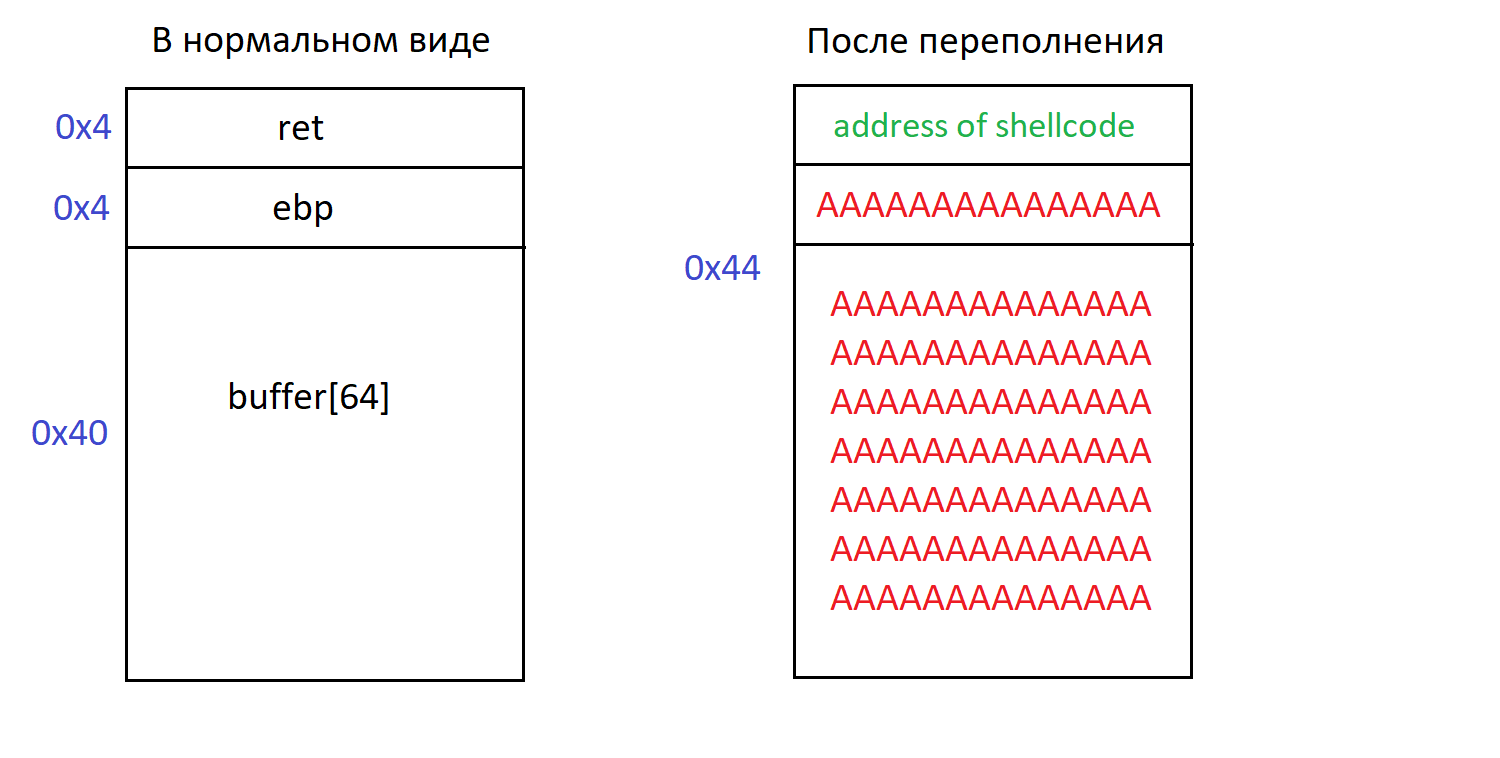 В нормальном виде
0x4
ret
0x4
ebp
0x40
buffer[64]
После переполнения
address of shellcode
AAAAAAAAAAAAAAA
0x44
AAAAAAAAAAAAAA
AAAAAAAAAAAAAA
AAAAAAAAAAAAAA
AAAAAAAAAAAAAA
AAAAAAAAAAAAAA
AAAAAAAAAAAAAA
AAAAAAAAAAAAAA